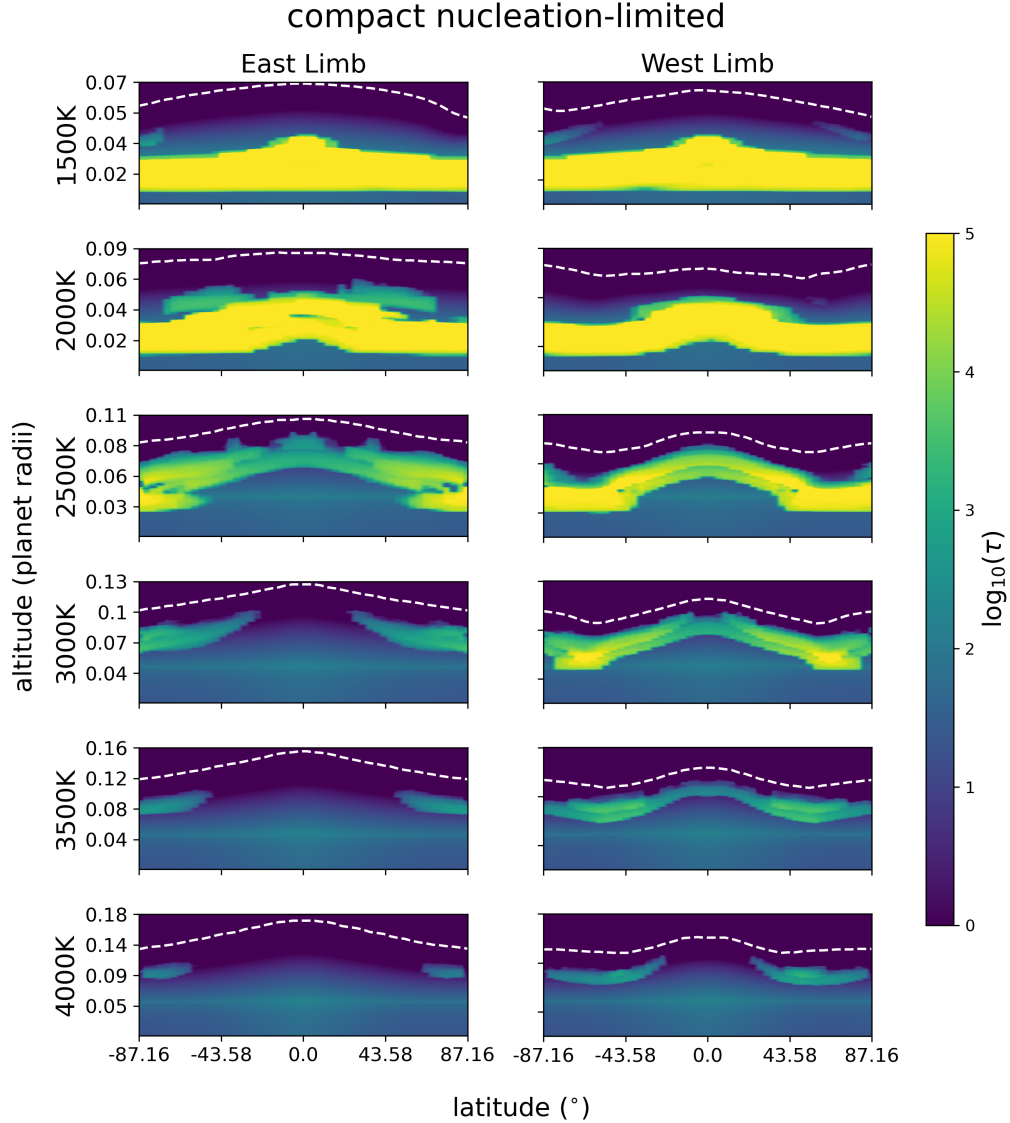 compact nucleation-limited
East Limb
West Limb
altitude (planet radii)
1500K
0.07
0.05
0.04
0.02
2000K
0.09
0.06
0.04
0.02
2500K
0.11
0.08
0.06
0.03
3000K
0.13
0.1
0.07
0.04
3500K
0.16
0.12
0.08
0.04
4000K
0.18
0.14
0.09
0.05
-87.16 -43.58 0.0 43.58 87.16
-87.16 -43.58 0.0 43.58 87.16
latitude (°)
5
4
3
2
1
0
log₁₀(τ)